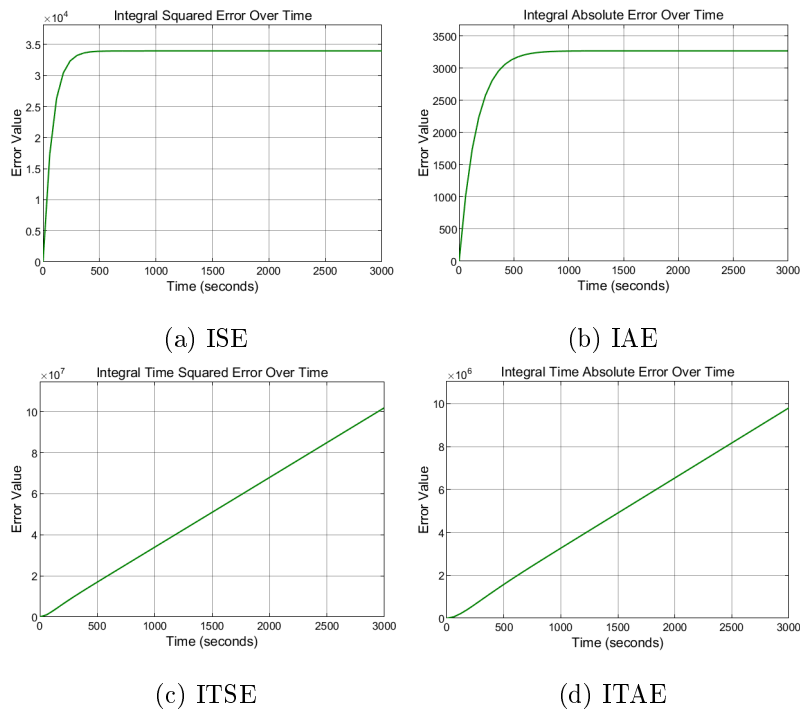 Integral Squared Error Over Time
×10^4
3.5
3
2.5
2
1.5
1
0.5
0
Error Value
0 500 1000 1500 2000 2500 3000
Time (seconds)
(a) ISE
Integral Absolute Error Over Time
3500
3000
2500
2000
1500
1000
500
0
Error Value
0 500 1000 1500 2000 2500 3000
Time (seconds)
(b) IAE
Integral Time Squared Error Over Time
×10^7
10
8
6
4
2
0
Error Value
0 500 1000 1500 2000 2500 3000
Time (seconds)
(c) ITSE
Integral Time Absolute Error Over Time
×10^6
10
8
6
4
2
0
Error Value
0 500 1000 1500 2000 2500 3000
Time (seconds)
(d) ITAE